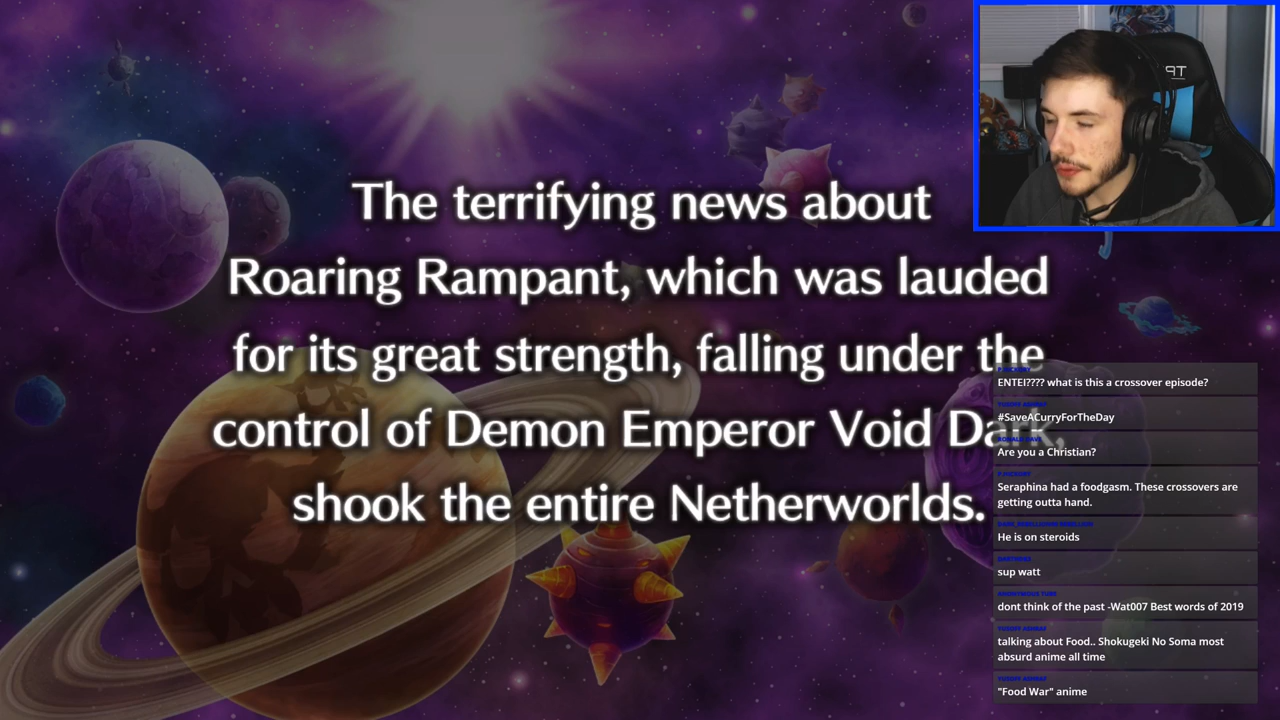 The terrifying news about
Roaring Rampant, which was lauded
for its great strength, falling under the
control of Demon Emperor Void Dark,
shook the entire Netherworlds.
ENTEI???? what is this a crossover episode?
#SaveACurryForTheDay
Are you a Christian?
Seraphina had a foodgasm. These crossovers are
getting outta hand.
He is on steroids
sup watt
ANONYMOUS TUBE
dont think of the past -Wat007 Best words of 2019
talking about Food.. Shokugeki No Soma most
absurd anime all time
"Food War" anime